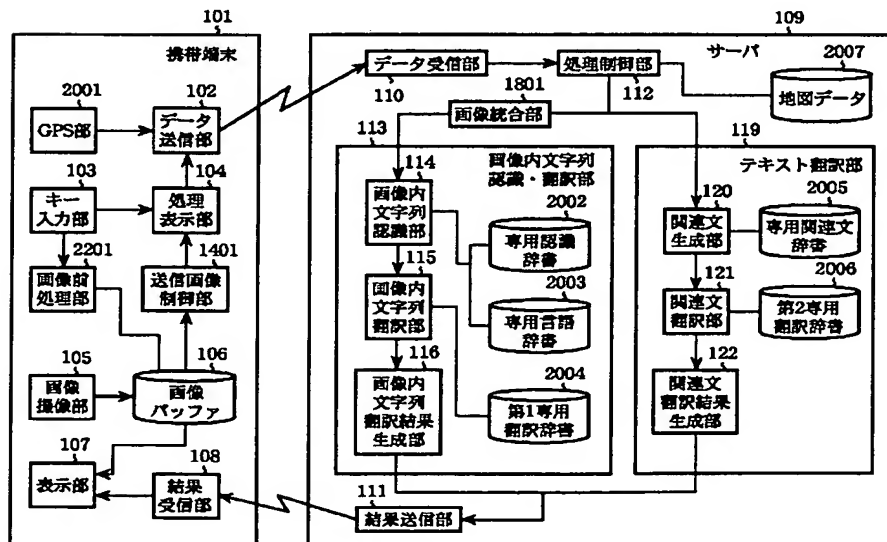 101
携帯端末
2001
GPS部
102
データ
送信部
103
キー
入力部
104
処理
表示部
2201
画像前
処理部
1401
送信画像
制御部
105
画像
撮像部
106
画像
バッファ
107
表示部
108
結果
受信部
109
サーバ
データ受信部
110
処理制御部
112
2007
地図データ
1801
画像統合部
113
画像内文字列
認識・翻訳部
114
画像内
文字列
認識部
2002
専用認識
辞書
115
画像内
文字列
翻訳部
2003
専用言語
辞書
116
画像内
文字列
翻訳結果
生成部
2004
第1専用
翻訳辞書
119
テキスト翻訳部
120
関連文
生成部
2005
専用関連文
辞書
121
関連文
翻訳部
2006
第2専用
翻訳辞書
122
関連文
翻訳結果
生成部
111
結果送信部